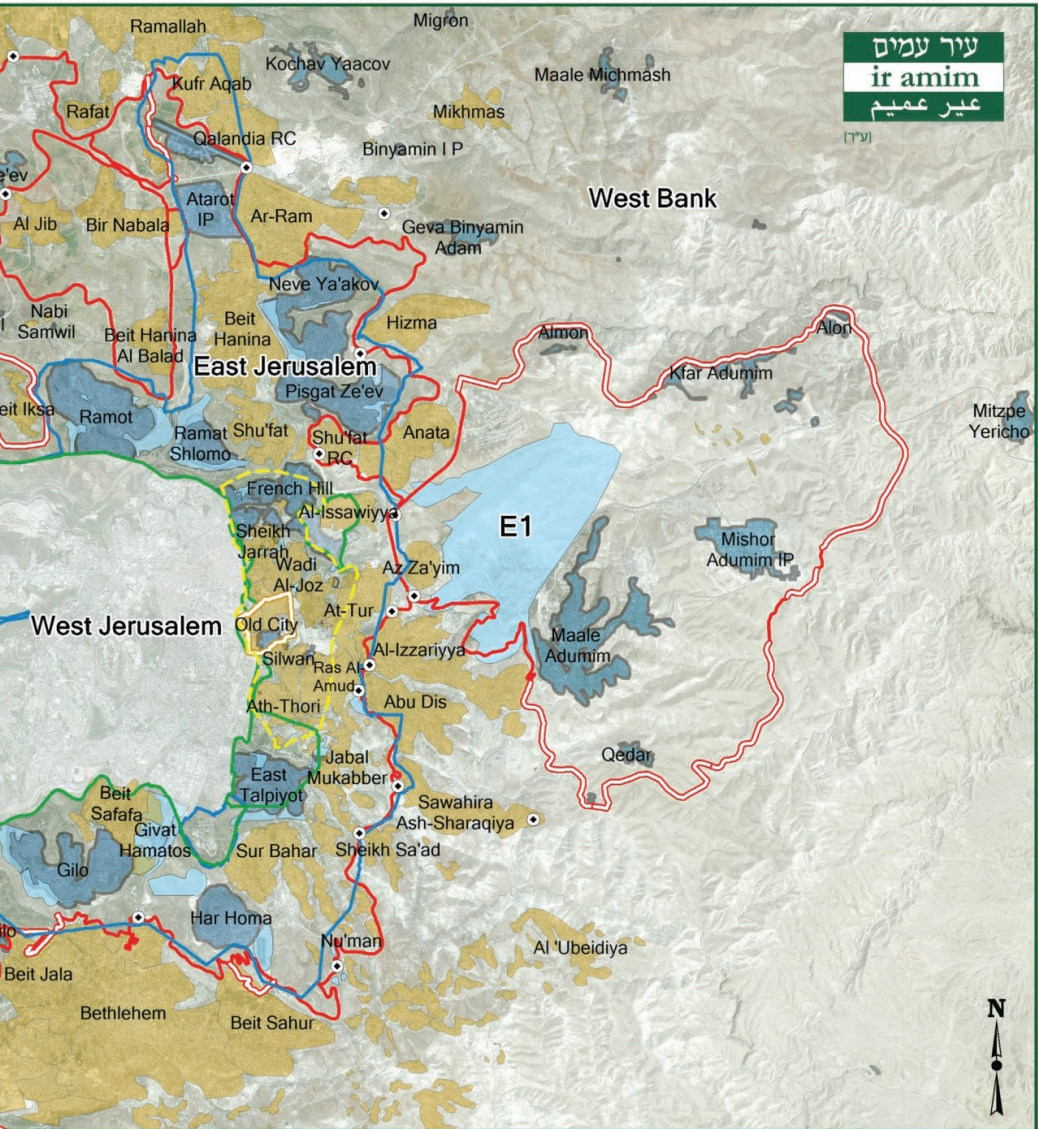 Ramallah
Migron
עיר עמים
ir amim
عير عميم
(ע"ר)
Kochav Yaacov
Maale Michmash
Kufr Aqab
Rafat
Mikhmas
Qalandia RC
Binyamin I P
West Bank
e'ev
Atarot
IP
Al Jib
Bir Nabala
Ar-Ram
Geva Binyamin
Adam
Neve Ya'akov
Nabi
Samwil
Beit Hanina
Al Balad
Beit
Hanina
Hizma
Almon
Alon
East Jerusalem
Kfar Adumim
Pisgat Ze'ev
eit Iksa
Ramot
Mitzpe
Yericho
Ramat
Shlomo
Shu'fat
Shu'fat
RC
Anata
French Hill
Al-Issawiyya
E1
Sheikh
Jarrah
Mishor
Adumim IP
Wadi
Al-Joz
Az Za'yim
At-Tur
West Jerusalem
Old City
Maale
Adumim
Al-Izzariyya
Silwan
Ras Al-
Amud
Abu Dis
Ath-Thori
Qedar
Jabal
Mukabber
East
Talpiyot
Beit
Safafa
Sawahira
Ash-Sharaqiya
Givat
Hamatos
Sur Bahar
Sheikh Sa'ad
Gilo
Har Homa
ilo
Nu'man
Al 'Ubeidiya
Beit Jala
Bethlehem
Beit Sahur
N